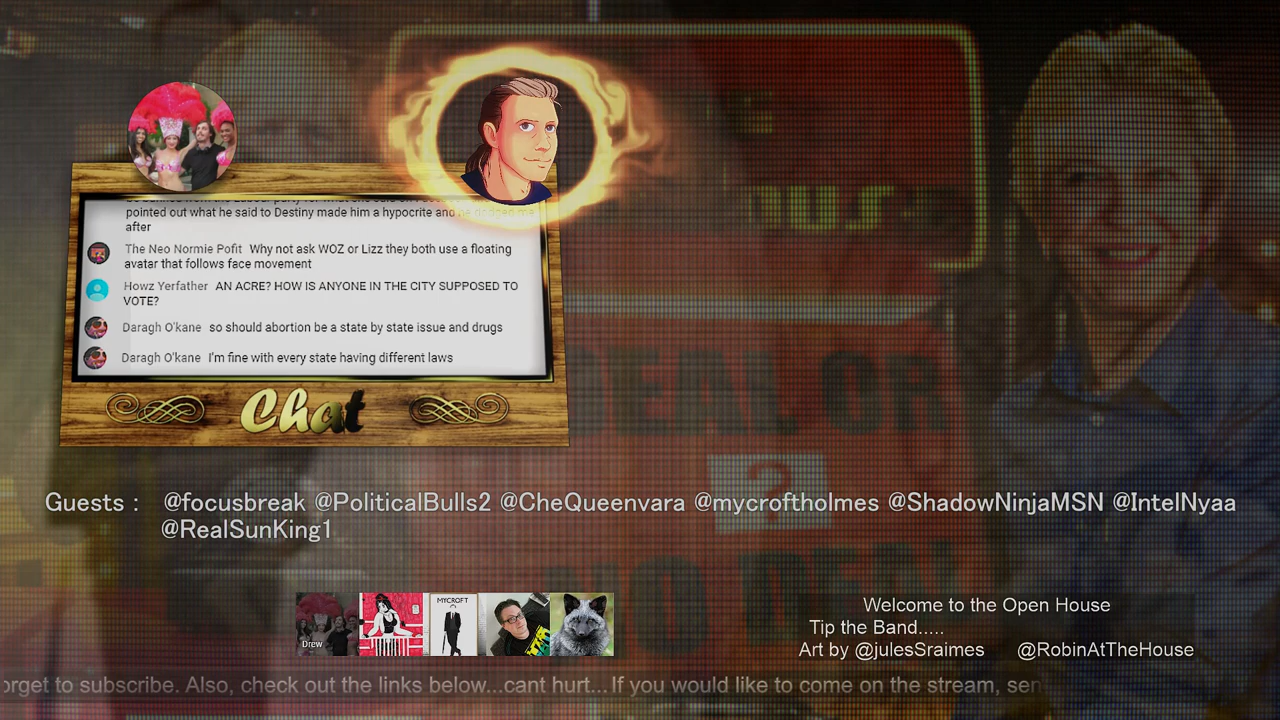 pointed out what he said to Destiny made him a hypocrite and he dodged me
after
The Neo Normie Pofit Why not ask WOZ or Lizz they both use a floating
avatar that follows face movement
Howz Yerfather AN ACRE? HOW IS ANYONE IN THE CITY SUPPOSED TO
VOTE?
Daragh O'kane so should abortion be a state by state issue and drugs
Daragh O'kane I'm fine with every state having different laws
Chat
DEAL OR
?
NO DEAL
Guests : @focusbreak @PoliticalBulls2 @CheQueenvara @mycroftholmes @ShadowNinjaMSN @IntelNyaa
@RealSunKing1
MYCROFT
Drew
Welcome to the Open House
Tip the Band.....
Art by @julesSraimes @RobinAtTheHouse
orget to subscribe. Also, check out the links below...cant hurt... If you would like to come on the stream, sen